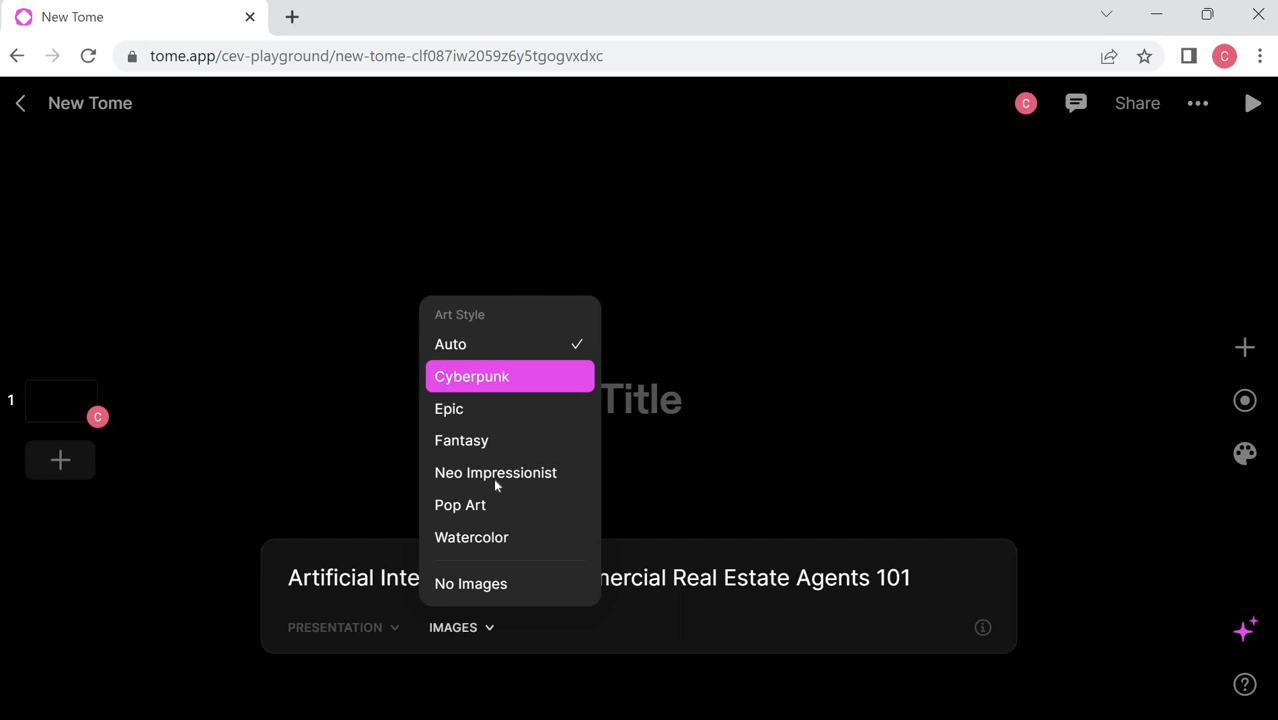 New Tome
tome.app/cev-playground/new-tome-clf087iw2059z6y5tgogvxdxc
C
New Tome
C
Share
Art Style
Auto
Cyberpunk
Epic
Fantasy
Neo Impressionist
Pop Art
Watercolor
No Images
Title
1
C
Artificial Inte mercial Real Estate Agents 101
PRESENTATION
IMAGES